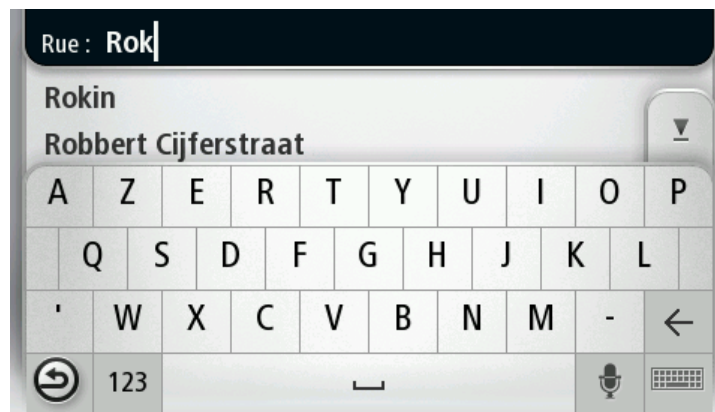 Rue : Rok
Rokin
Robbert Cijferstraat
A Z E R T Y U I O P
Q S D F G H J K L
' W X C V B N M -
123